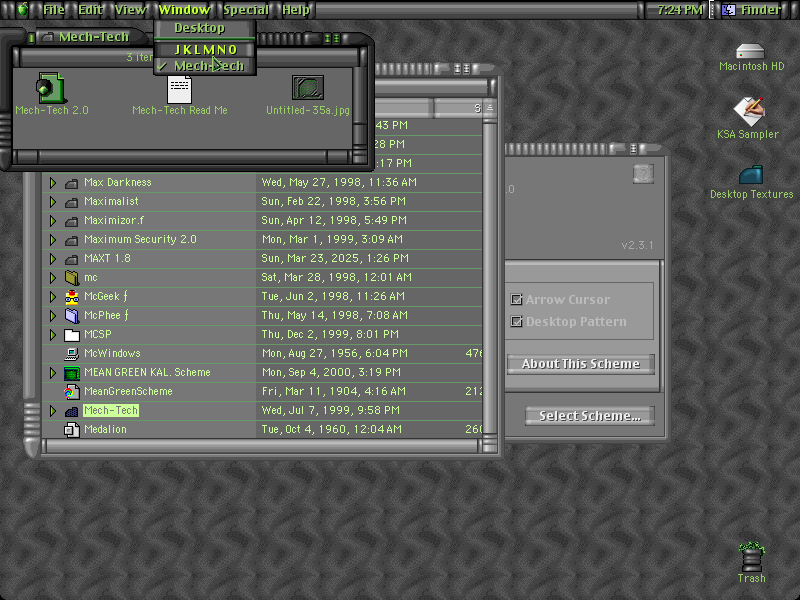 File Edit View Window Special Help 7:24 PM Finder
Desktop
JKLMNO
✓ Mech-Tech
Mech-Tech
3 item
Mech-Tech 2.0
Mech-Tech Read Me
Untitled-35a.jpg
S
:43 PM
:28 PM
:17 PM
Max Darkness Wed, May 27, 1998, 11:36 AM
Maximalist Sun, Feb 22, 1998, 3:56 PM
Maximizor.f Sun, Apr 12, 1998, 5:49 PM
Maximum Security 2.0 Mon, Mar 1, 1999, 3:09 AM
MAXT 1.8 Sun, Mar 23, 2025, 1:26 PM
mc Sat, Mar 28, 1998, 12:01 AM
McGeek ƒ Tue, Jun 2, 1998, 11:26 AM
McPhee ƒ Thu, May 14, 1998, 7:08 AM
MCSP Thu, Dec 2, 1999, 8:01 PM
McWindows Mon, Aug 27, 1956, 6:04 PM 476
MEAN GREEN KAL. Scheme Mon, Sep 4, 2000, 3:19 PM
MeanGreenScheme Fri, Mar 11, 1904, 4:16 AM 212
Mech-Tech Wed, Jul 7, 1999, 9:58 PM
Medalion Tue, Oct 4, 1960, 12:04 AM 260
.0
v2.3.1
Arrow Cursor
Desktop Pattern
About This Scheme
Select Scheme...
Macintosh HD
KSA Sampler
Desktop Textures
Trash